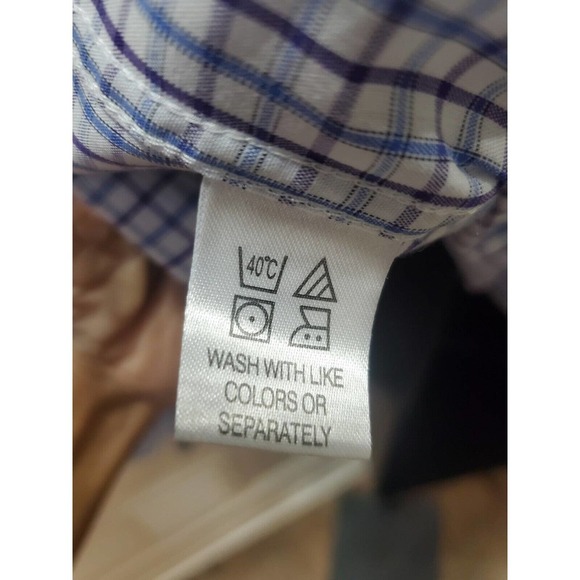 40℃
WASH WITH LIKE
COLORS OR
SEPARATELY